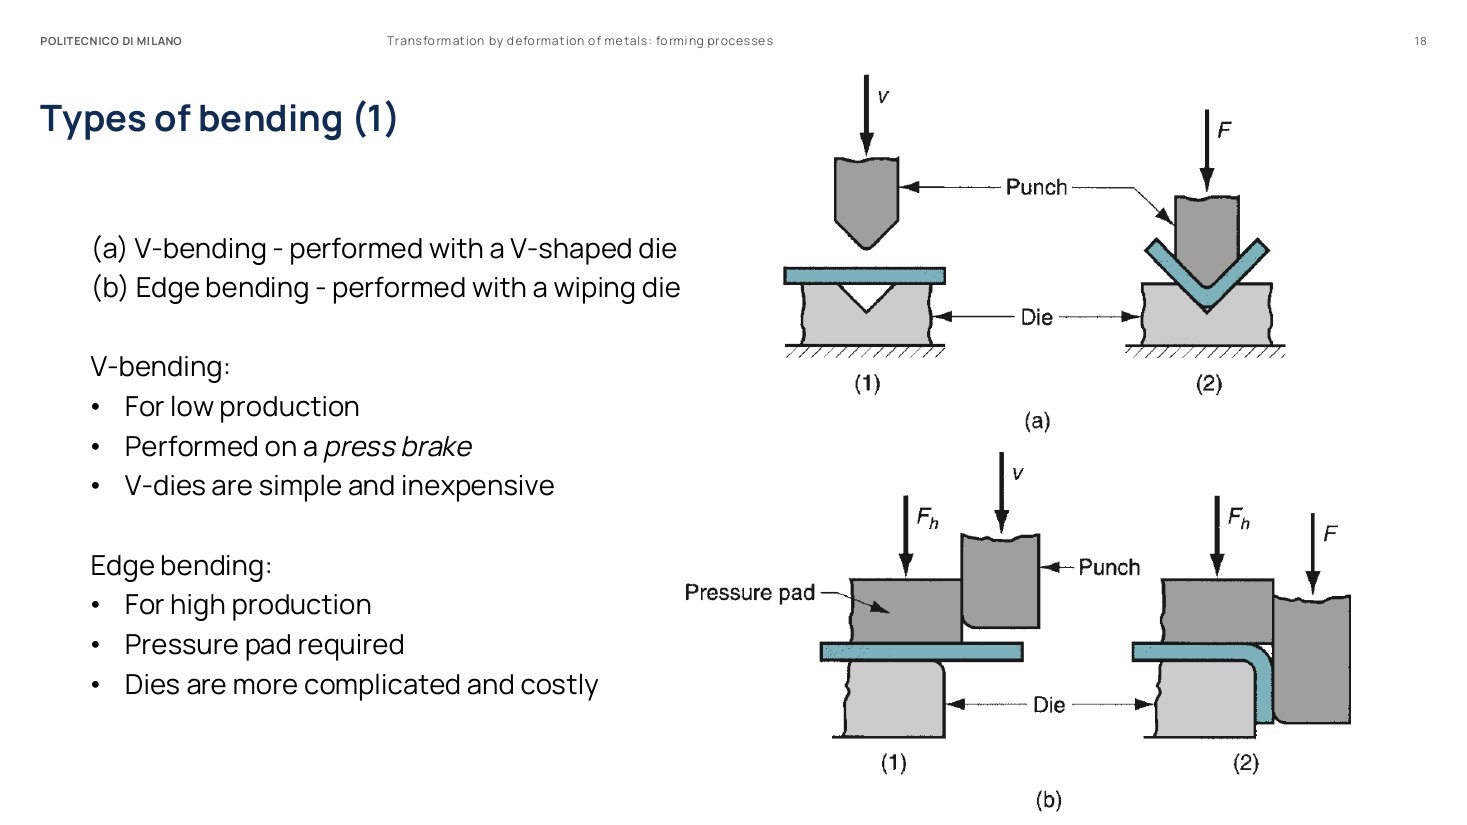 POLITECNICO DI MILANO
Transformation by deformation of metals: forming processes
18
Types of bending (1)
(a) V-bending - performed with a V-shaped die
(b) Edge bending - performed with a wiping die
V-bending:
• For low production
• Performed on a press brake
• V-dies are simple and inexpensive
Edge bending:
• For high production
• Pressure pad required
• Dies are more complicated and costly
v
F
Punch
Die
(1)
(2)
(a)
v
Fh
Fh
F
Punch
Pressure pad
Die
(1)
(2)
(b)